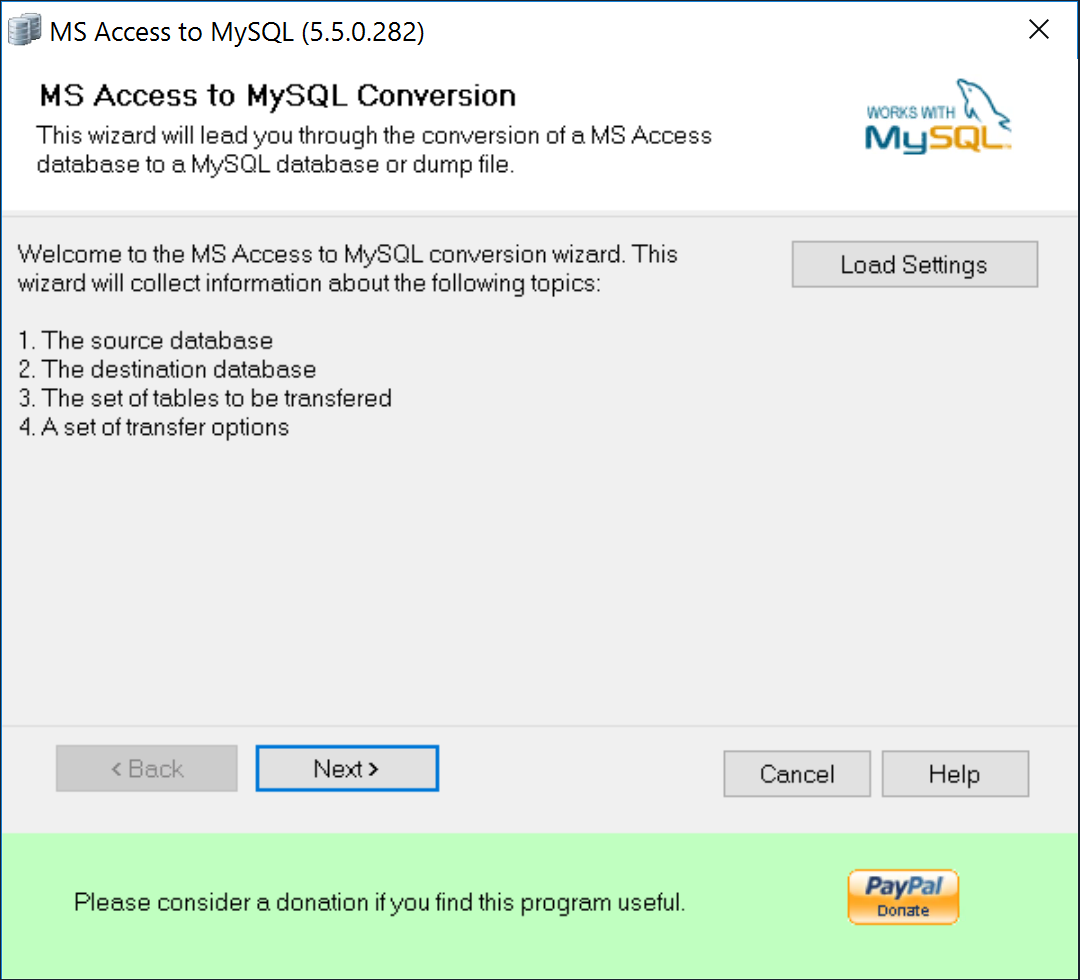 MS Access to MySQL (5.5.0.282)
MS Access to MySQL Conversion
This wizard will lead you through the conversion of a MS Access
database to a MySQL database or dump file.
WORKS WITH
MySQL™
Welcome to the MS Access to MySQL conversion wizard. This
wizard will collect information about the following topics:
Load Settings
1. The source database
2. The destination database
3. The set of tables to be transfered
4. A set of transfer options
< Back
Next >
Cancel
Help
Please consider a donation if you find this program useful.
PayPal
Donate